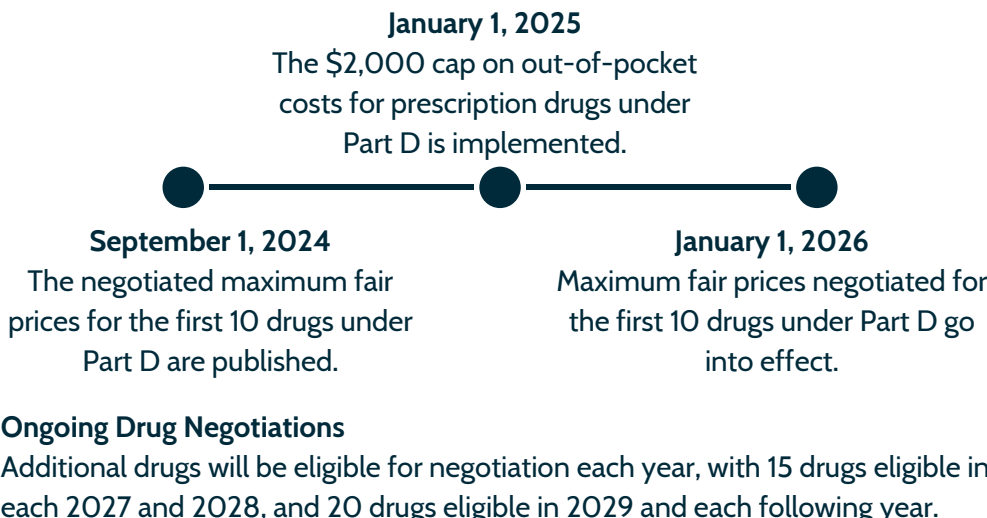 January 1, 2025
The $2,000 cap on out-of-pocket
costs for prescription drugs under
Part D is implemented.
September 1, 2024
The negotiated maximum fair
prices for the first 10 drugs under
Part D are published.
January 1, 2026
Maximum fair prices negotiated for
the first 10 drugs under Part D go
into effect.
Ongoing Drug Negotiations
Additional drugs will be eligible for negotiation each year, with 15 drugs eligible in
each 2027 and 2028, and 20 drugs eligible in 2029 and each following year.